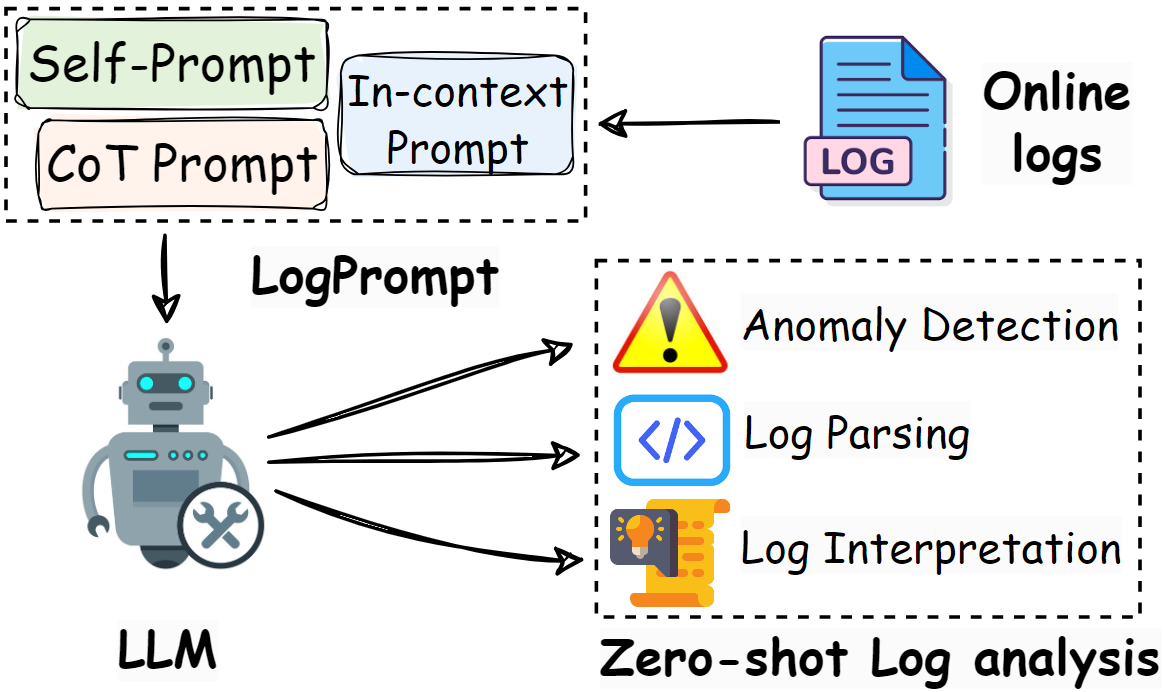 Self-Prompt
CoT Prompt
In-context
Prompt
LOG
Online
logs
LogPrompt
Anomaly Detection
</>
Log Parsing
Log Interpretation
LLM
Zero-shot Log analysis